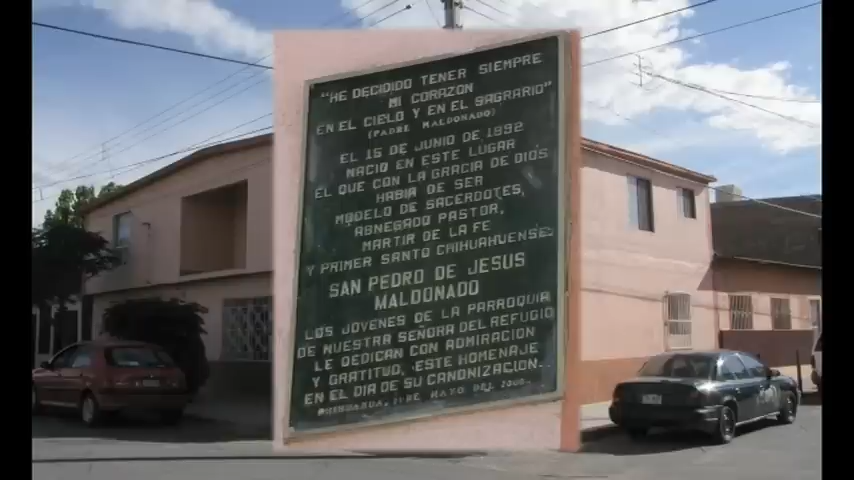 "HE DECIDIDO TENER SIEMPRE
MI CORAZON
EN EL CIELO Y EN EL SAGRARIO"
(PADRE MALDONADO)
EL 15 DE JUNIO DE 1892
NACIO EN ESTE LUGAR
EL QUE CON LA GRACIA DE DIOS
HABIA DE SER
MODELO DE SACERDOTES,
ABNEGADO PASTOR,
MARTIR DE LA FE
Y PRIMER SANTO CHIHUAHUENSE.
SAN PEDRO DE JESUS
MALDONADO
LOS JOVENES DE LA PARROQUIA
DE NUESTRA SEÑORA DEL REFUGIO
LE DEDICAN CON ADMIRACION
Y GRATITUD, ESTE HOMENAJE
EN EL DIA DE SU CANONIZACION.
CHIHUAHUA, 21 DE MAYO DEL 2000.